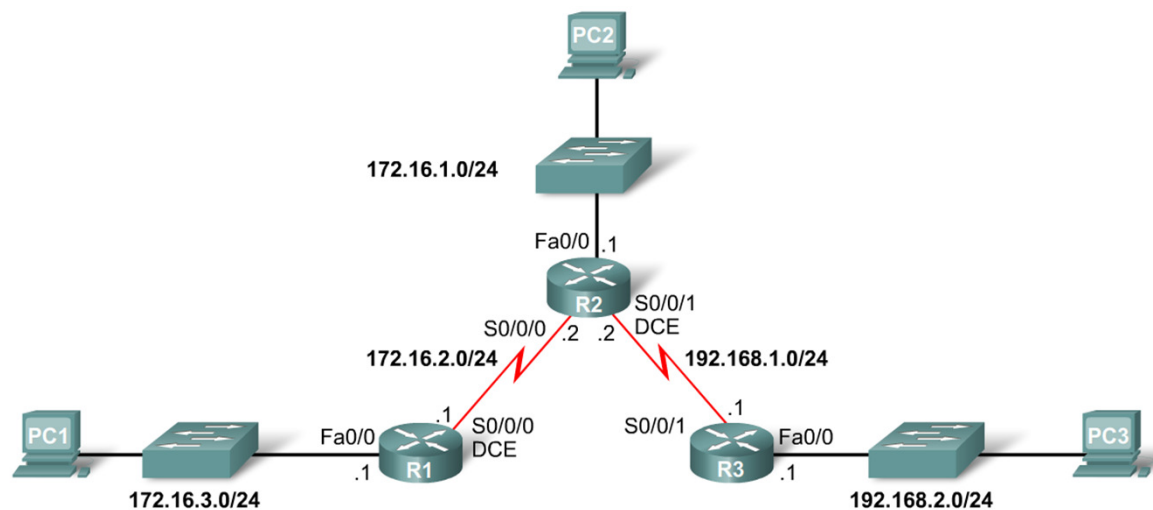 PC2
172.16.1.0/24
Fa0/0
.1
R2
S0/0/1
DCE
S0/0/0
.2
.2
172.16.2.0/24
192.168.1.0/24
PC1
Fa0/0
.1
.1
S0/0/0
DCE
R1
172.16.3.0/24
S0/0/1
.1
Fa0/0
R3
.1
PC3
192.168.2.0/24